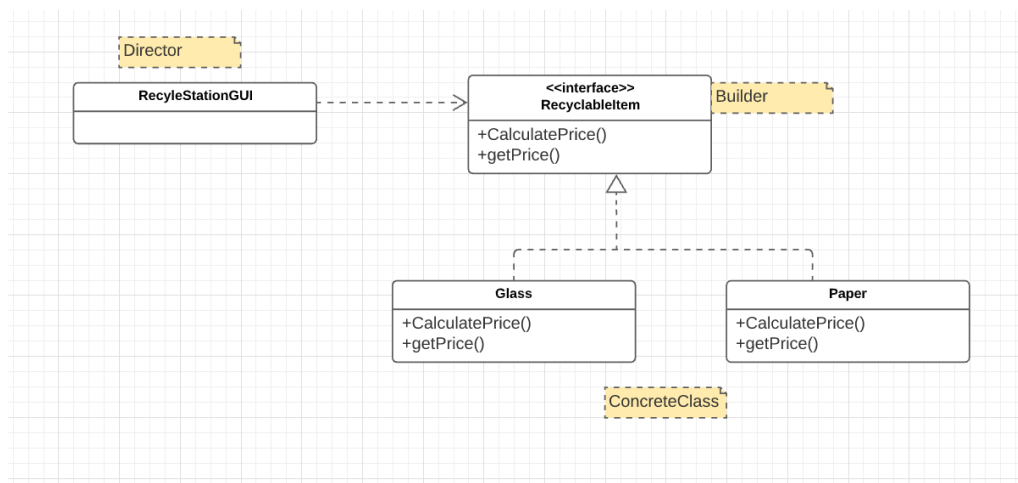 Director
RecyleStationGUI
<<interface>>
RecyclableItem
+CalculatePrice()
+getPrice()
Builder
Glass
+CalculatePrice()
+getPrice()
Paper
+CalculatePrice()
+getPrice()
ConcreteClass